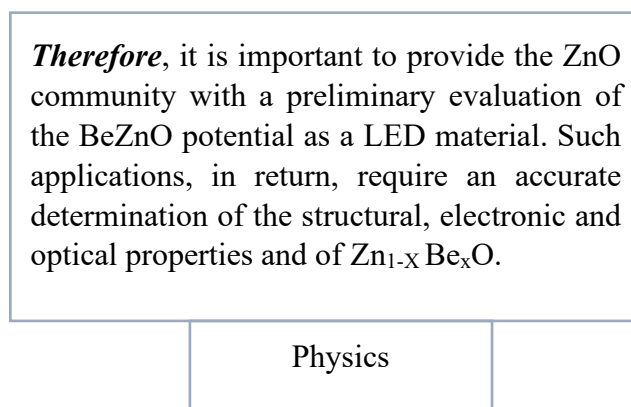 Therefore, it is important to provide the ZnO
community with a preliminary evaluation of
the BeZnO potential as a LED material. Such
applications, in return, require an accurate
determination of the structural, electronic and
optical properties and of Zn₁₋ₓ BeₓO.
Physics